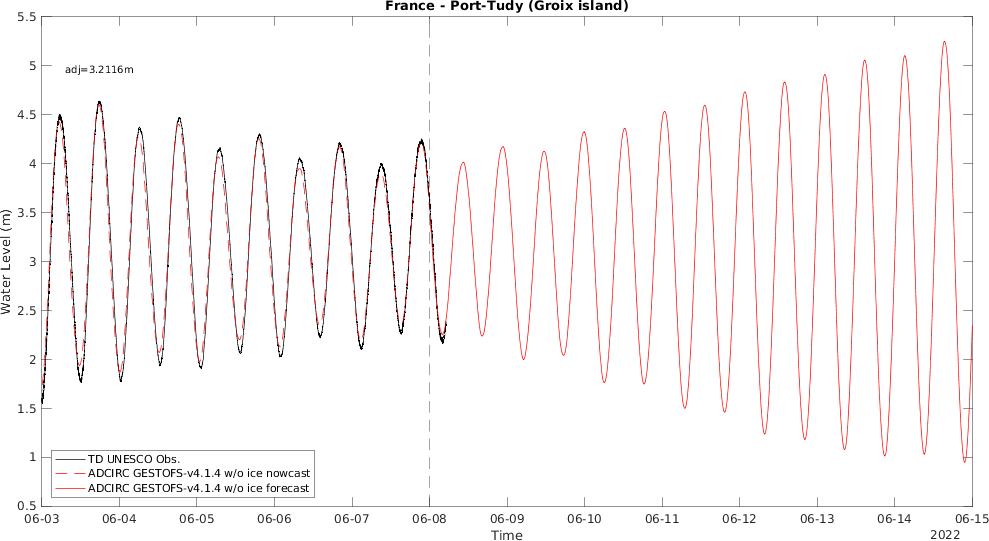 France - Port-Tudy (Groix island)
5.5
5
4.5
4
3.5
3
2.5
2
1.5
1
0.5
Water Level (m)
adj=3.2116m
TD UNESCO Obs.
ADCIRC GESTOFS-v4.1.4 w/o ice nowcast
ADCIRC GESTOFS-v4.1.4 w/o ice forecast
06-03 06-04 06-05 06-06 06-07 06-08 06-09 06-10 06-11 06-12 06-13 06-14 06-15
Time
2022